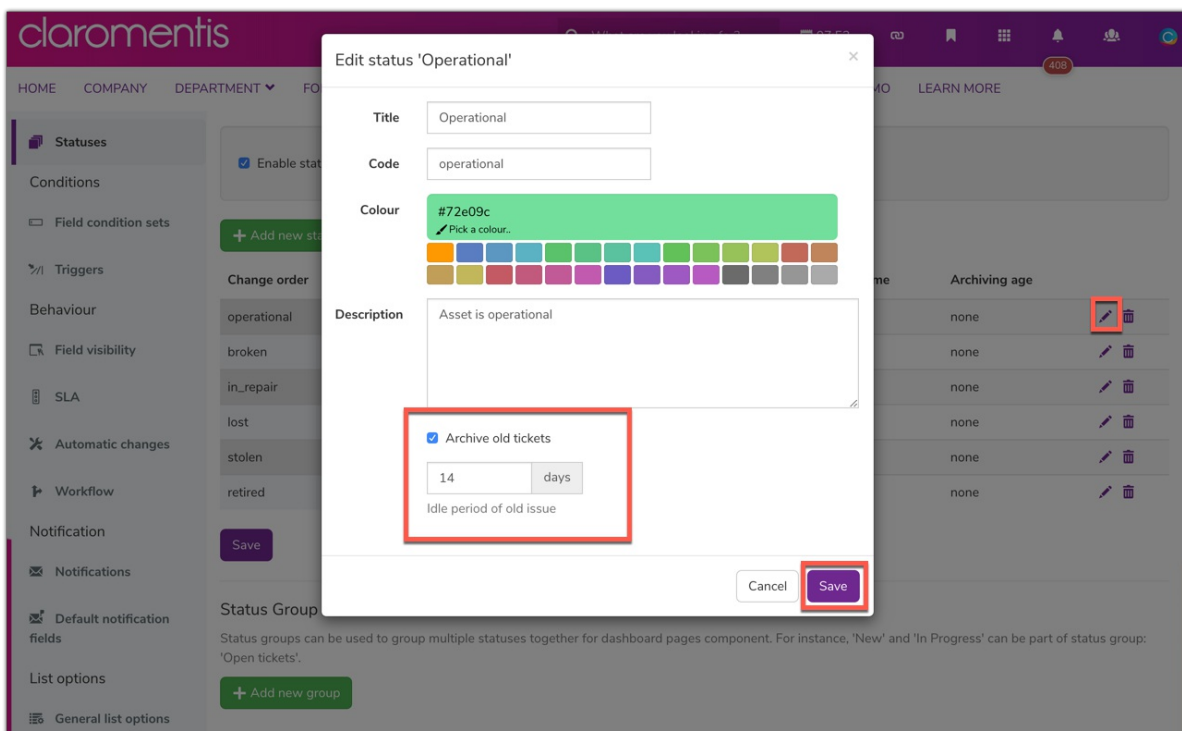 claromentis
07:52
408
HOME COMPANY DEPARTMENT FO MO LEARN MORE
Statuses
Conditions
Field condition sets
Triggers
Behaviour
Field visibility
SLA
Automatic changes
Workflow
Notification
Notifications
Default notification
fields
List options
General list options
Enable stat
+ Add new sta
Change order me Archiving age
operational none
broken none
in_repair none
lost none
stolen none
retired none
Save
Status Group
Status groups can be used to group multiple statuses together for dashboard pages component. For instance, 'New' and 'In Progress' can be part of status group:
'Open tickets'.
+ Add new group
Edit status 'Operational' ×
Title Operational
Code operational
Colour #72e09c
Pick a colour..
Description Asset is operational
Archive old tickets
14 days
Idle period of old issue
Cancel Save